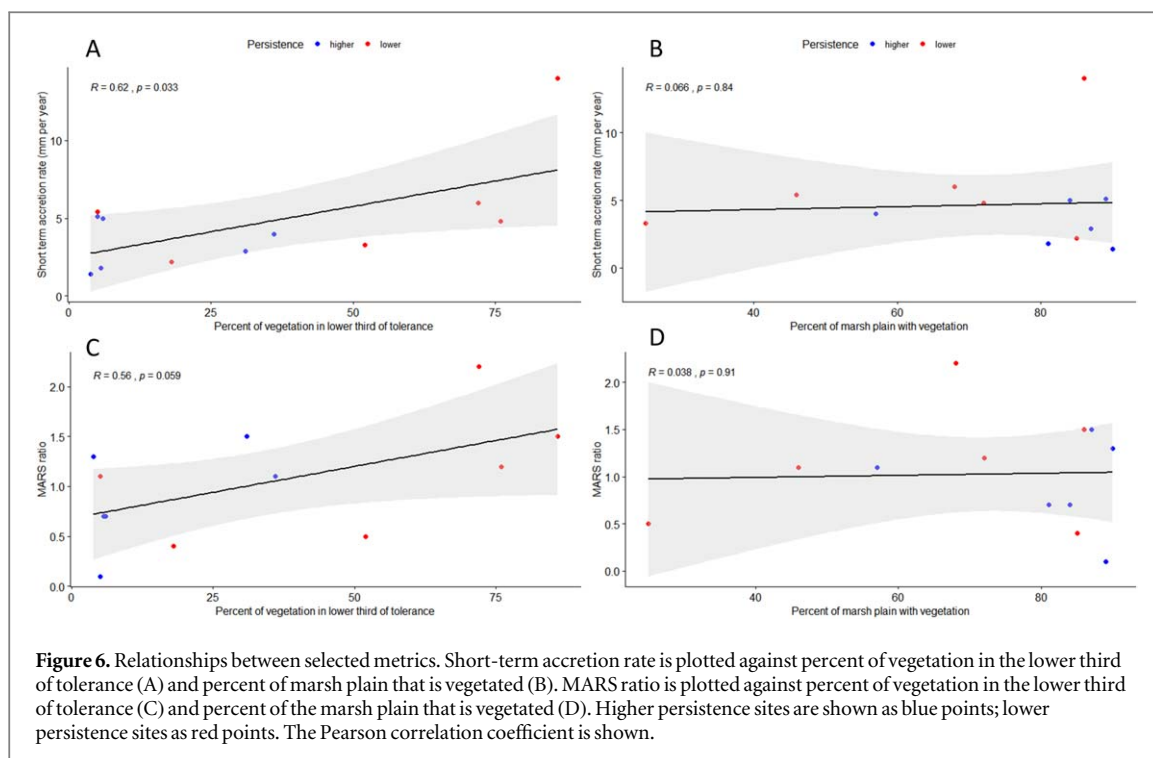 A
Persistence higher lower
R = 0.62 , p = 0.033
Short term accretion rate (mm per year)
10
5
0
0 25 50 75
Percent of vegetation in lower third of tolerance
B
Persistence higher lower
R = 0.066 , p = 0.84
Short term accretion rate (mm per year)
10
5
0
40 60 80
Percent of marsh plain with vegetation
C
R = 0.56 , p = 0.059
MARS ratio
2.0
1.5
1.0
0.5
0.0
0 25 50 75
Percent of vegetation in lower third of tolerance
D
R = 0.038 , p = 0.91
MARS ratio
2.0
1.5
1.0
0.5
0.0
40 60 80
Percent of marsh plain with vegetation
Figure 6. Relationships between selected metrics. Short-term accretion rate is plotted against percent of vegetation in the lower third
of tolerance (A) and percent of marsh plain that is vegetated (B). MARS ratio is plotted against percent of vegetation in the lower third
of tolerance (C) and percent of the marsh plain that is vegetated (D). Higher persistence sites are shown as blue points; lower
persistence sites as red points. The Pearson correlation coefficient is shown.